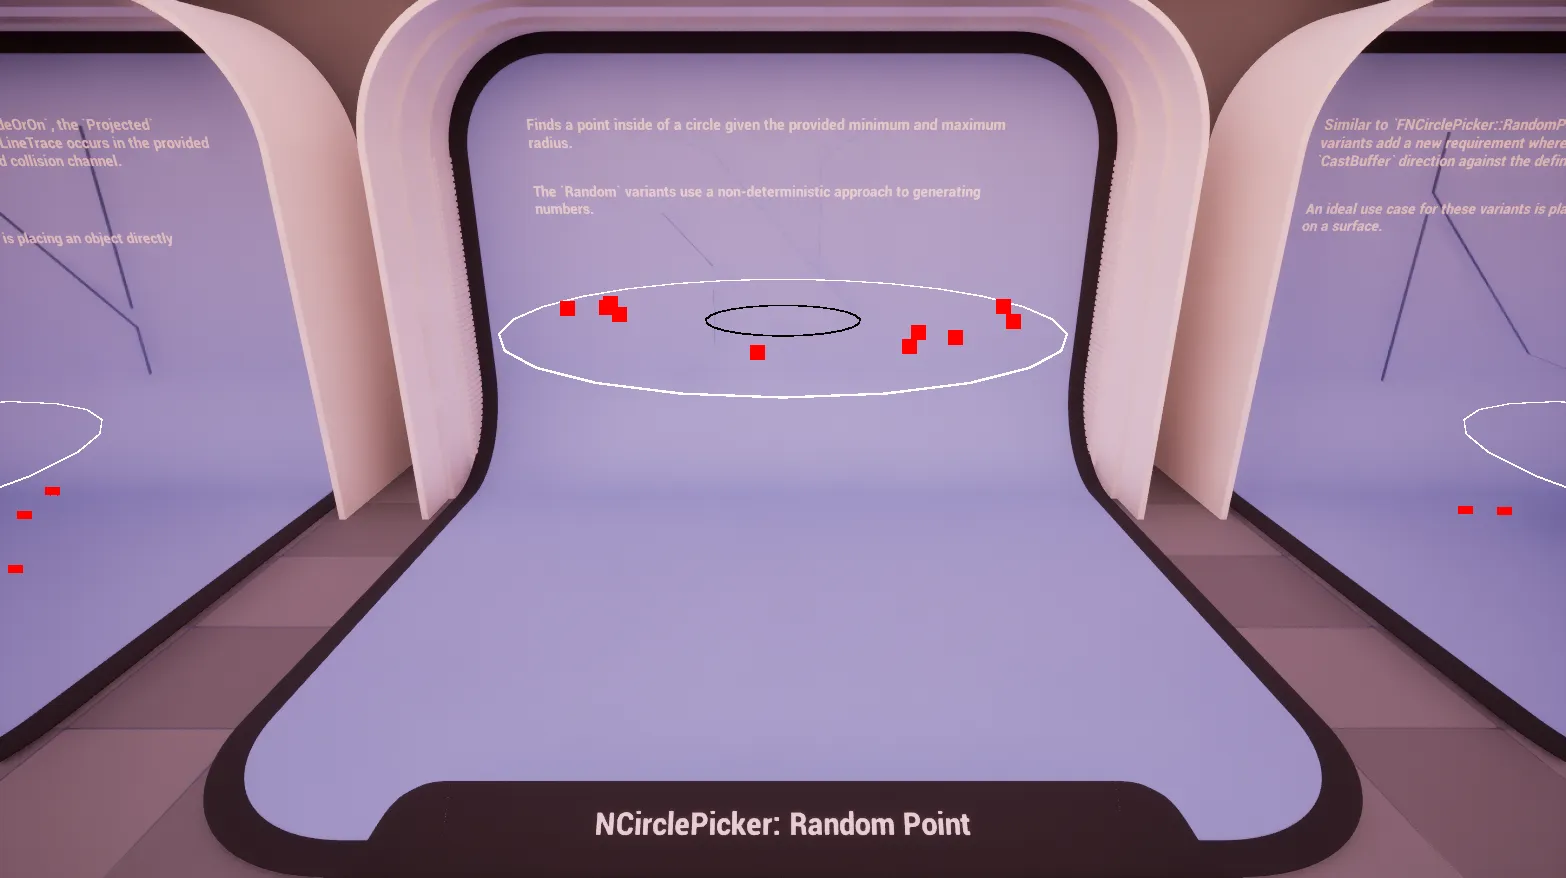 deOrOn`, the `Projected`
LineTrace occurs in the provided
d collision channel.
is placing an object directly
Finds a point inside of a circle given the provided minimum and maximum
radius.
The `Random` variants use a non-deterministic approach to generating
numbers.
Similar to `FNCirclePicker::RandomP
variants add a new requirement where
`CastBuffer` direction against the defin
An ideal use case for these variants is pla
on a surface.
NCirclePicker: Random Point